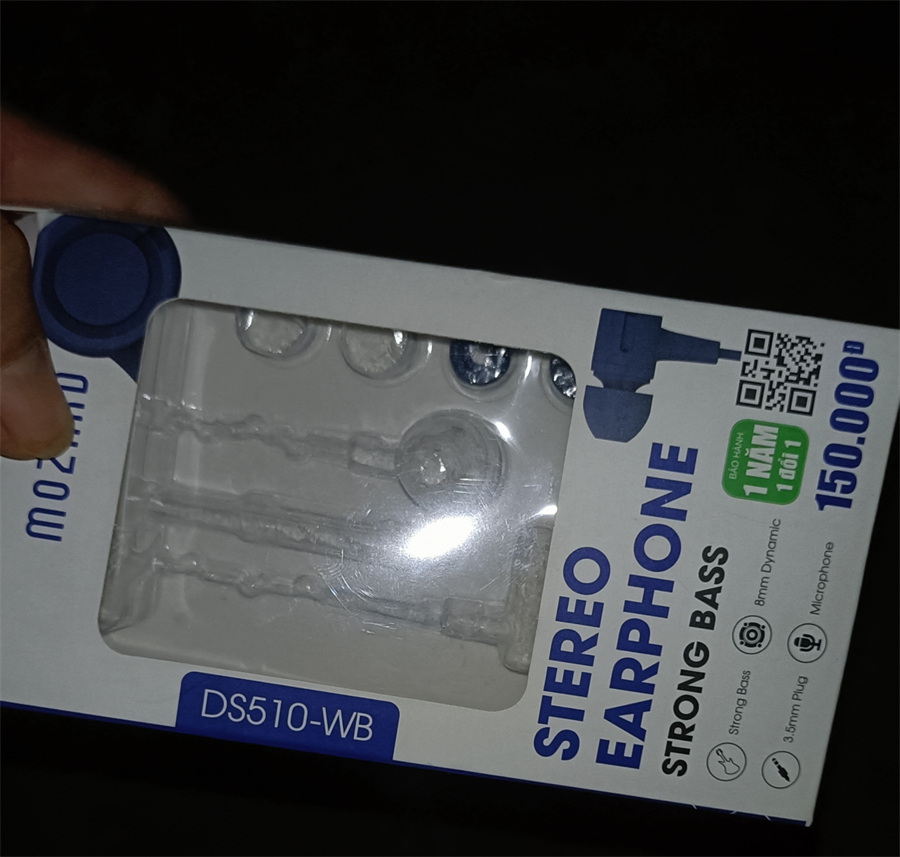 mozard
STEREO
EARPHONE
STRONG BASS
DS510-WB
Strong Bass
8mm Dynamic
3.5mm Plug
Microphone
BẢO HÀNH
1 NĂM
1 đổi 1
150.000Đ